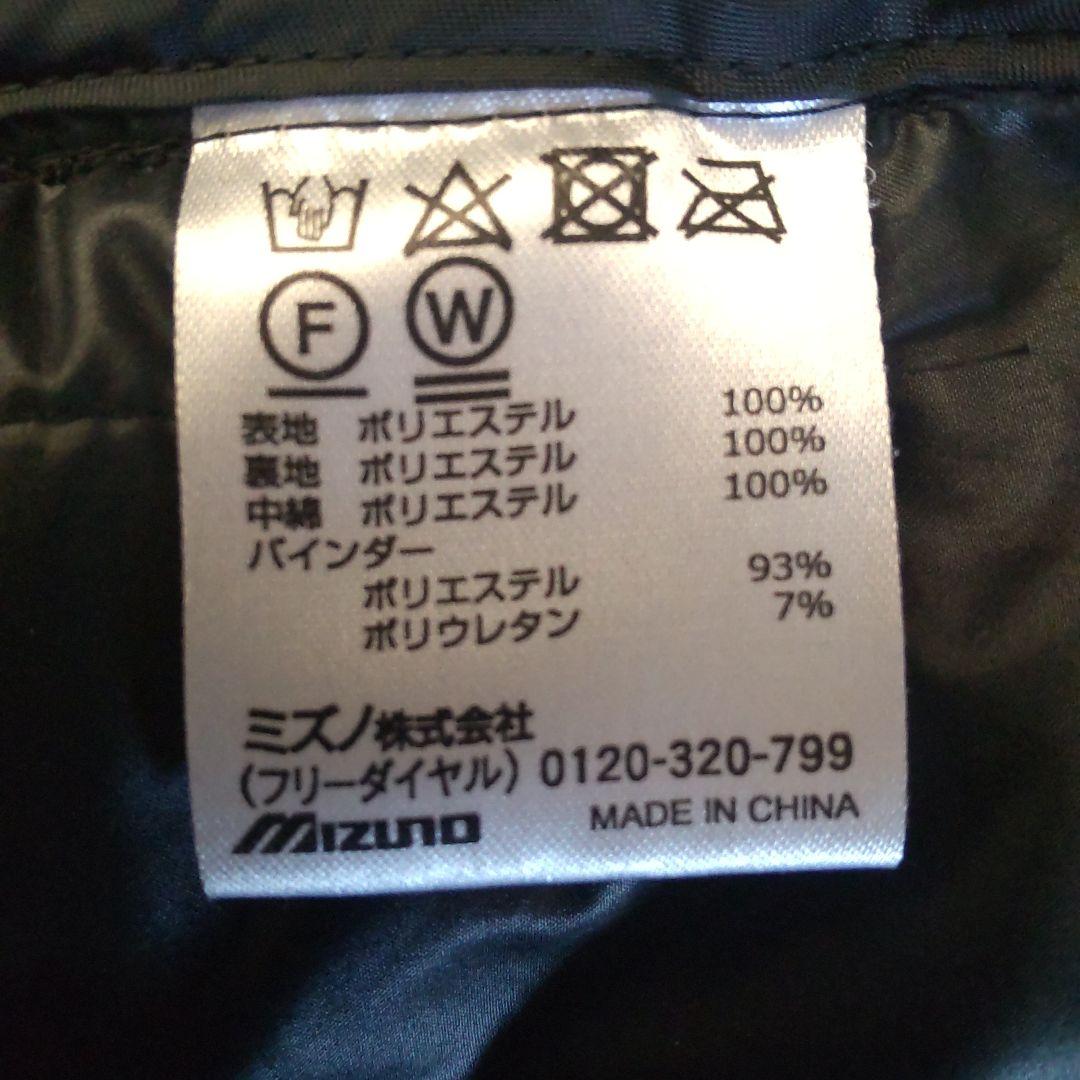 F W
表地 ポリエステル 100%
裏地 ポリエステル 100%
中綿 ポリエステル 100%
バインダー
ポリエステル 93%
ポリウレタン 7%
ミズノ株式会社
(フリーダイヤル) 0120-320-799
MIZUNO MADE IN CHINA